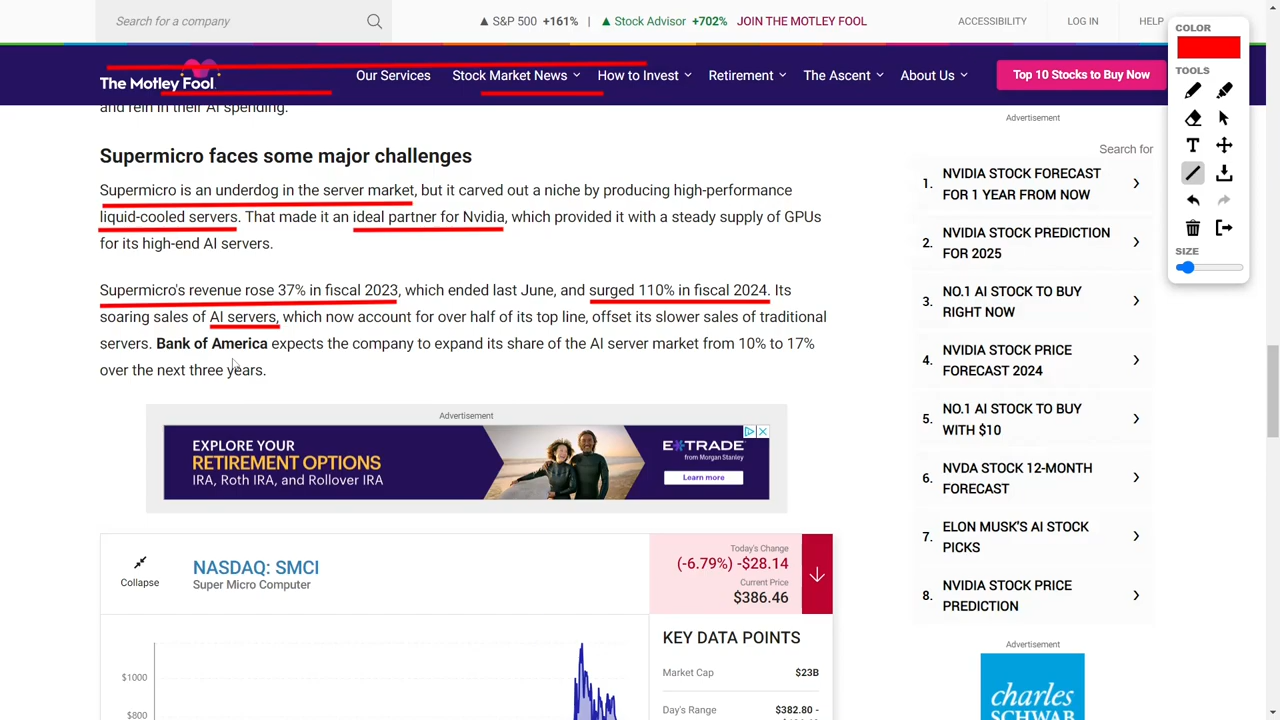 Search for a company
▲ S&P 500 +161% | ▲ Stock Advisor +702% JOIN THE MOTLEY FOOL
ACCESSIBILITY LOG IN HELP
The Motley Fool
Our Services Stock Market News How to Invest Retirement The Ascent About Us
Top 10 Stocks to Buy Now
and rein in their AI spending.
Supermicro faces some major challenges
Supermicro is an underdog in the server market, but it carved out a niche by producing high-performance
liquid-cooled servers. That made it an ideal partner for Nvidia, which provided it with a steady supply of GPUs
for its high-end AI servers.
Supermicro's revenue rose 37% in fiscal 2023, which ended last June, and surged 110% in fiscal 2024. Its
soaring sales of AI servers, which now account for over half of its top line, offset its slower sales of traditional
servers. Bank of America expects the company to expand its share of the AI server market from 10% to 17%
over the next three years.
Advertisement
EXPLORE YOUR
RETIREMENT OPTIONS
IRA, Roth IRA, and Rollover IRA
E*TRADE
from Morgan Stanley
Learn more
Collapse
NASDAQ: SMCI
Super Micro Computer
Today's Change
(-6.79%) -$28.14
Current Price
$386.46
$1000
$800
KEY DATA POINTS
Market Cap $23B
Day's Range $382.80 -
Advertisement
Search for
1. NVIDIA STOCK FORECAST
FOR 1 YEAR FROM NOW
2. NVIDIA STOCK PREDICTION
FOR 2025
3. NO.1 AI STOCK TO BUY
RIGHT NOW
4. NVIDIA STOCK PRICE
FORECAST 2024
5. NO.1 AI STOCK TO BUY
WITH $10
6. NVDA STOCK 12-MONTH
FORECAST
7. ELON MUSK'S AI STOCK
PICKS
8. NVIDIA STOCK PRICE
PREDICTION
Advertisement
charles
SCHWAB
COLOR
TOOLS
T
SIZE